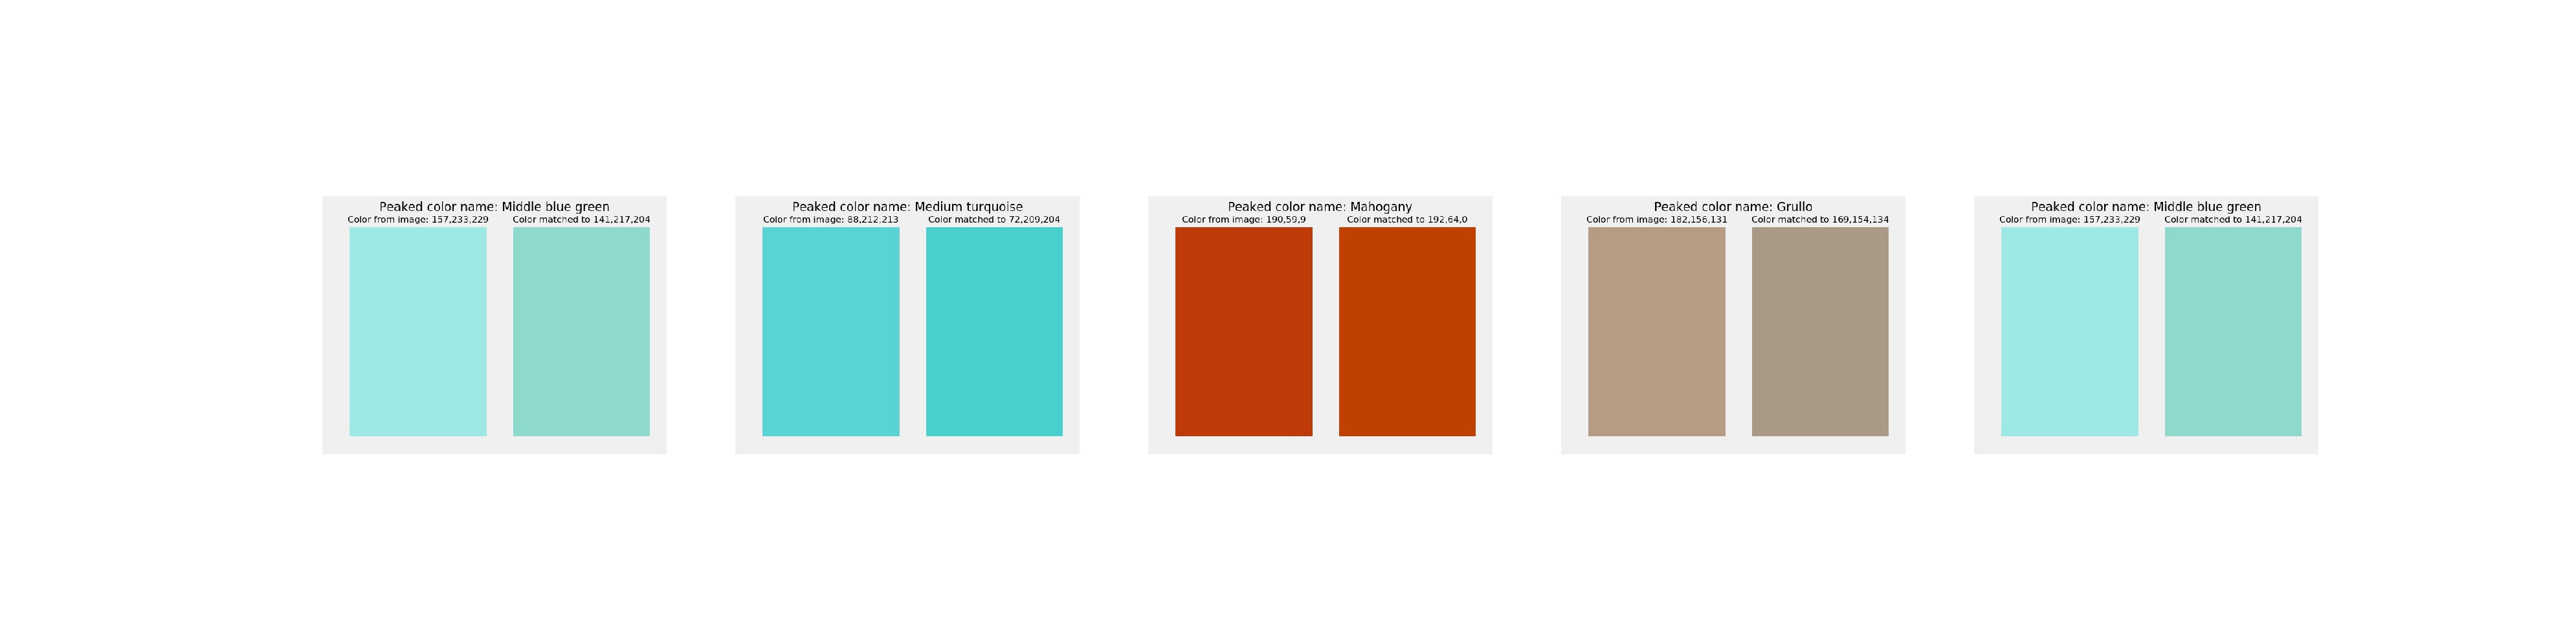 Peaked color name: Middle blue green
Color from image: 157,233,229
Color matched to 141,217,204
Peaked color name: Medium turquoise
Color from image: 88,212,213
Color matched to 72,209,204
Peaked color name: Mahogany
Color from image: 190,59,9
Color matched to 192,64,0
Peaked color name: Grullo
Color from image: 182,156,131
Color matched to 169,154,134
Peaked color name: Middle blue green
Color from image: 157,233,229
Color matched to 141,217,204